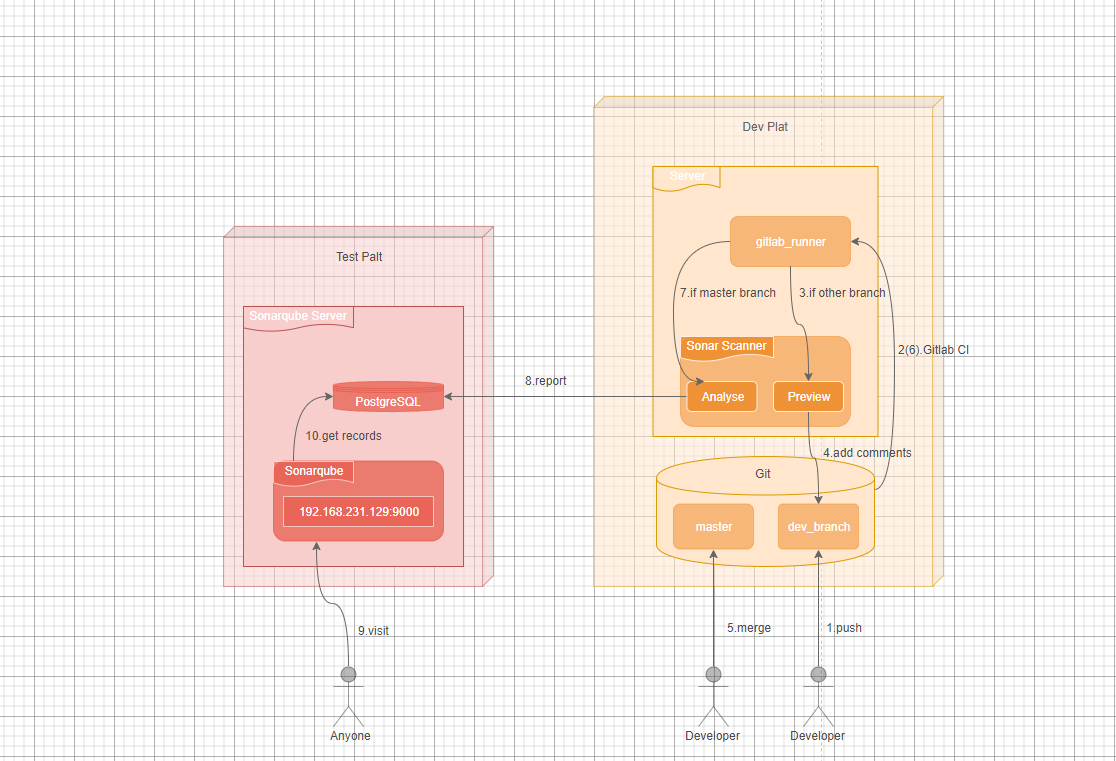 Dev Plat
Server
gitlab_runner
7.if master branch
3.if other branch
2(6).Gitlab CI
Sonar Scanner
Analyse
Preview
4.add comments
Git
master
dev_branch
5.merge
1.push
Developer
Developer
8.report
Test Palt
Sonarqube Server
PostgreSQL
10.get records
Sonarqube
192.168.231.129:9000
9.visit
Anyone